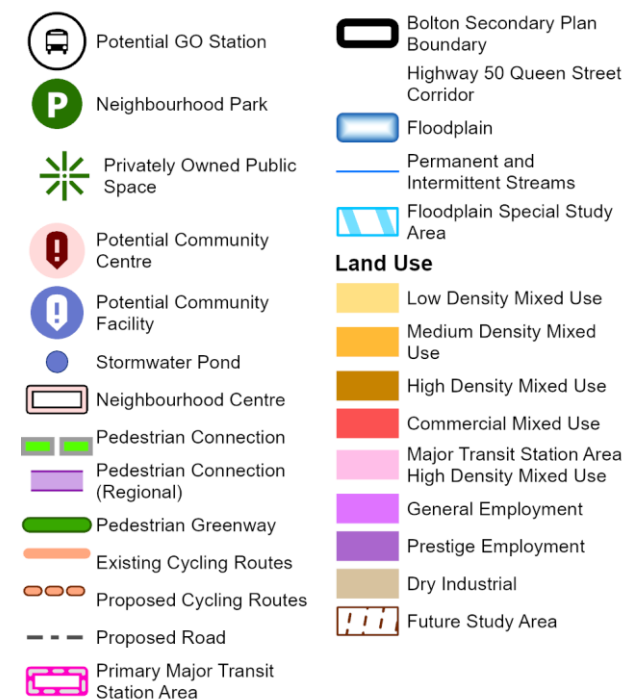 Potential GO Station
P
Neighbourhood Park
Privately Owned Public
Space
Potential Community
Centre
Potential Community
Facility
Stormwater Pond
Neighbourhood Centre
Pedestrian Connection
Pedestrian Connection
(Regional)
Pedestrian Greenway
Existing Cycling Routes
Proposed Cycling Routes
Proposed Road
Primary Major Transit
Station Area
Bolton Secondary Plan
Boundary
Highway 50 Queen Street
Corridor
Floodplain
Permanent and
Intermittent Streams
Floodplain Special Study
Area
Land Use
Low Density Mixed Use
Medium Density Mixed
Use
High Density Mixed Use
Commercial Mixed Use
Major Transit Station Area
High Density Mixed Use
General Employment
Prestige Employment
Dry Industrial
Future Study Area